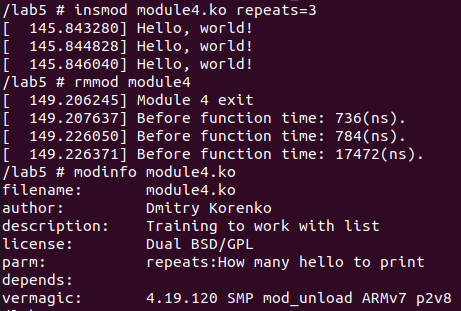 /lab5 # insmod module4.ko repeats=3
[  145.843280] Hello, world!
[  145.844828] Hello, world!
[  145.846040] Hello, world!
/lab5 # rmmod module4
[  149.206245] Module 4 exit
[  149.207637] Before function time: 736(ns).
[  149.226050] Before function time: 784(ns).
[  149.226371] Before function time: 17472(ns).
/lab5 # modinfo module4.ko
filename:       module4.ko
author:         Dmitry Korenko
description:    Training to work with list
license:        Dual BSD/GPL
parm:           repeats:How many hello to print
depends:
vermagic:       4.19.120 SMP mod_unload ARMv7 p2v8